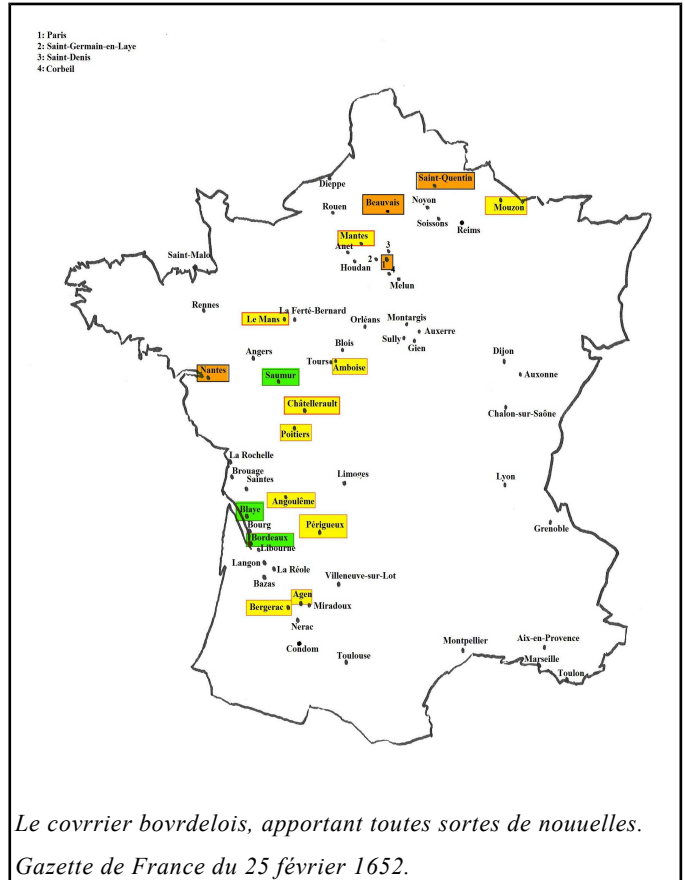 1: Paris
2: Saint-Germain-en-Laye
3: Saint-Denis
4: Corbeil
Saint-Quentin
Dieppe
Beauvais
Noyon
Mouzon
Rouen
Soissons
Reims
Mantes
Anet
3
Saint-Malo
Houdan
2
1
4
Melun
Rennes
Le Mans
La Ferté-Bernard
Orléans
Montargis
Auxerre
Sully
Gien
Blois
Angers
Tours
Amboise
Dijon
Nantes
Saumur
Auxonne
Châtellerault
Chalon-sur-Saône
Poitiers
La Rochelle
Brouage
Saintes
Limoges
Lyon
Angoulême
Blaye
Bourg
Périgueux
Grenoble
Bordeaux
Libourne
Langon
La Réole
Bazas
Villeneuve-sur-Lot
Agen
Bergerac
Miradoux
Nerac
Condom
Toulouse
Montpellier
Aix-en-Provence
Marseille
Toulon
Le covrrier bovrdelois, apportant toutes sortes de nouuelles.
Gazette de France du 25 février 1652.